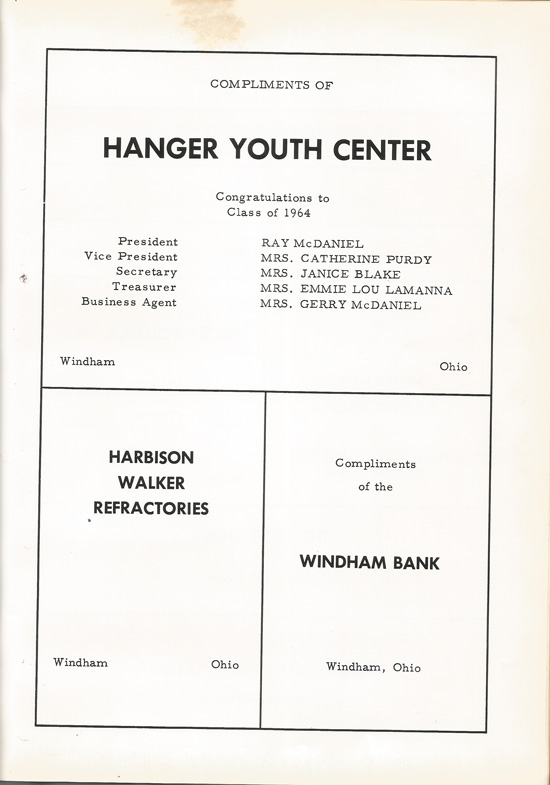 COMPLIMENTS OF
HANGER YOUTH CENTER
Congratulations to
Class of 1964
President RAY McDANIEL
Vice President MRS. CATHERINE PURDY
Secretary MRS. JANICE BLAKE
Treasurer MRS. EMMIE LOU LAMANNA
Business Agent MRS. GERRY McDANIEL
Windham Ohio
HARBISON
WALKER
REFRACTORIES
Windham Ohio
Compliments
of the
WINDHAM BANK
Windham, Ohio